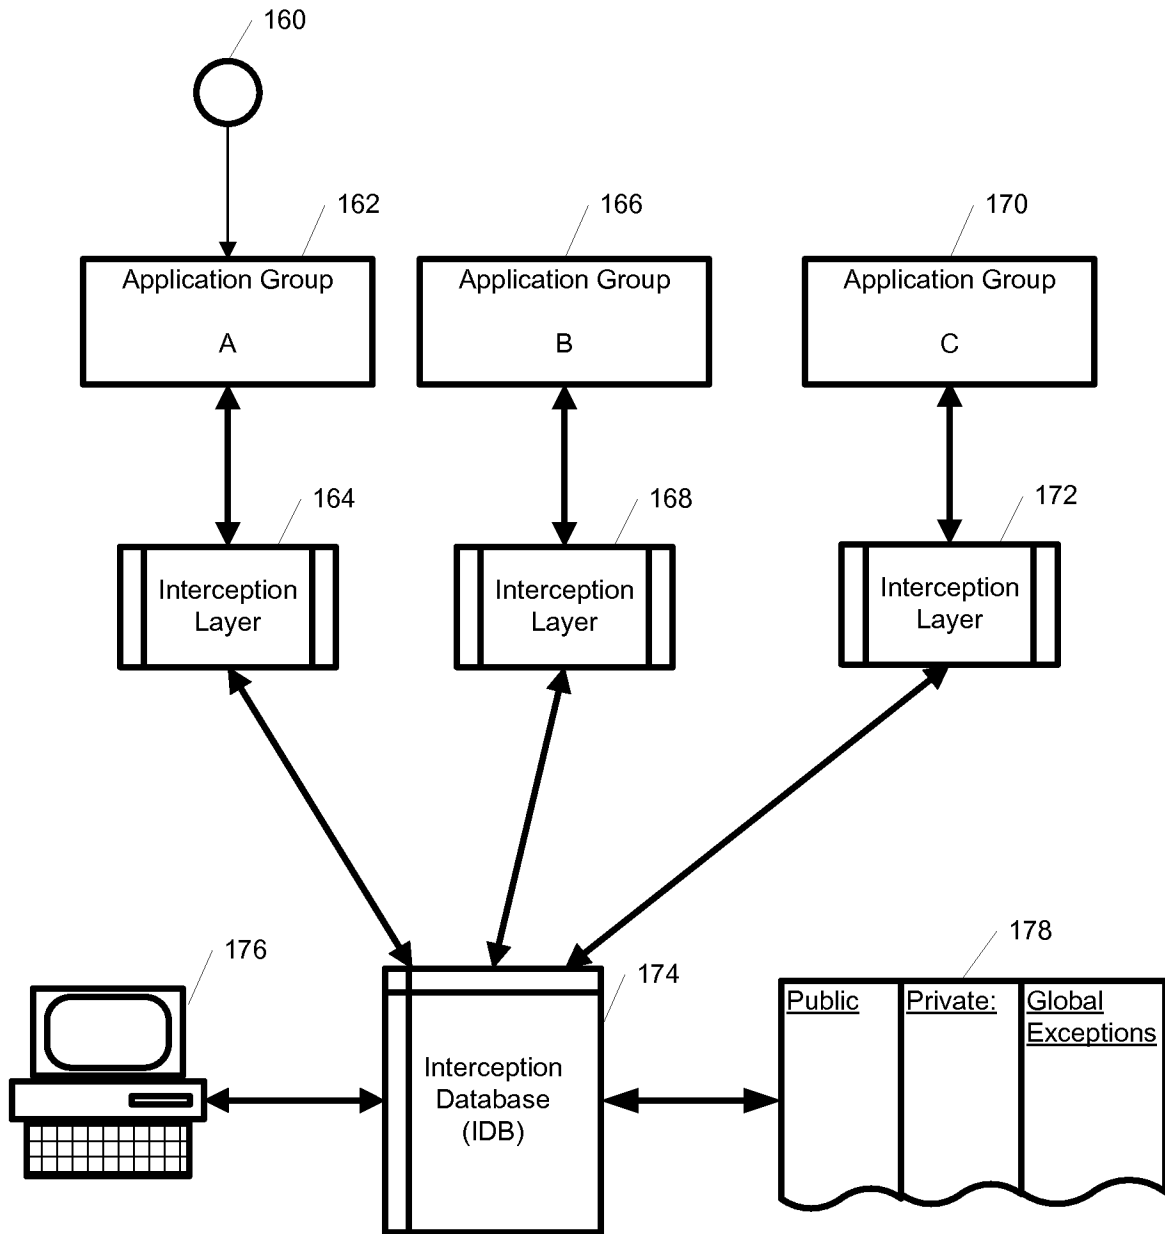 160
162
166
170
Application Group
A
Application Group
B
Application Group
C
164
168
172
Interception
Layer
Interception
Layer
Interception
Layer
176
174
178
Public
Private:
Global
Exceptions
Interception
Database
(IDB)